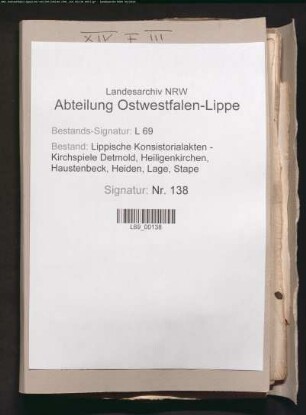 XIV F III
Landesarchiv NRW
Abteilung Ostwestfalen-Lippe
Bestands-Signatur: L 69
Bestand: Lippische Konsistorialakten -
Kirchspiele Detmold, Heiligenkirchen,
Haustenbeck, Heiden, Lage, Stape
Signatur: Nr. 138
L69_00138